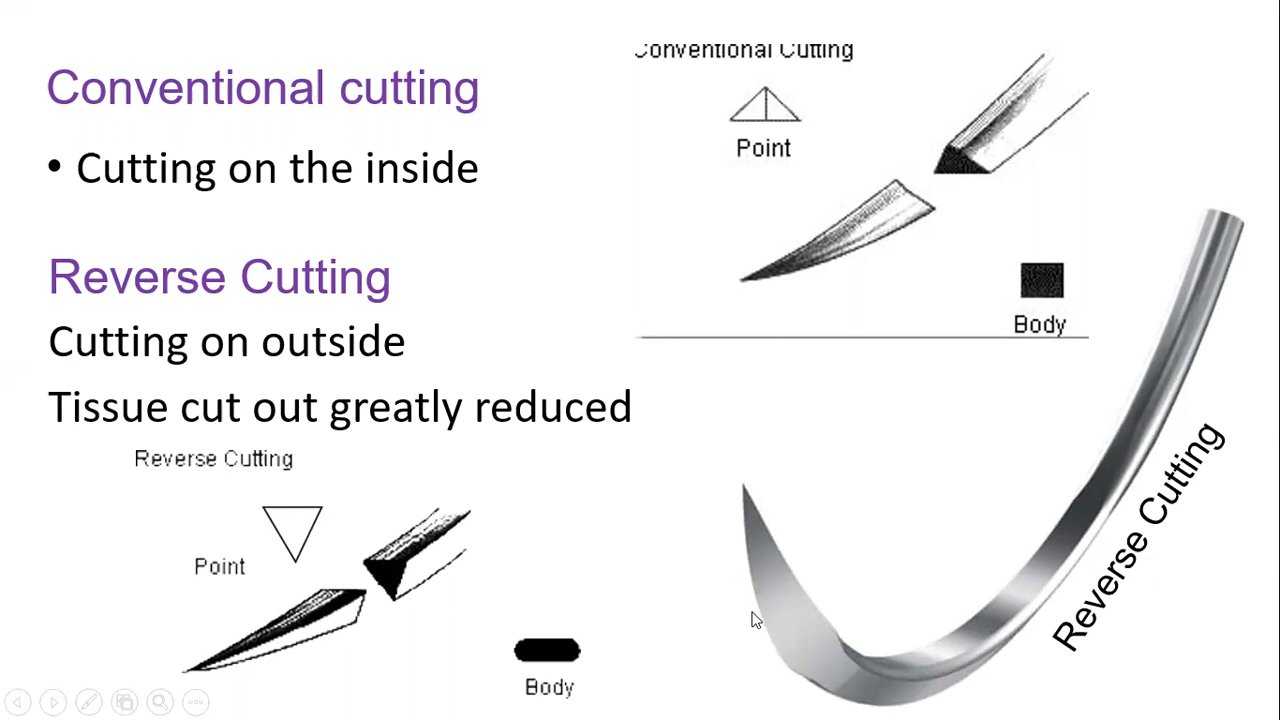 Conventional cutting
• Cutting on the inside
Reverse Cutting
Cutting on outside
Tissue cut out greatly reduced
Reverse Cutting
Point
Body
Conventional Cutting
Point
Body
Reverse Cutting